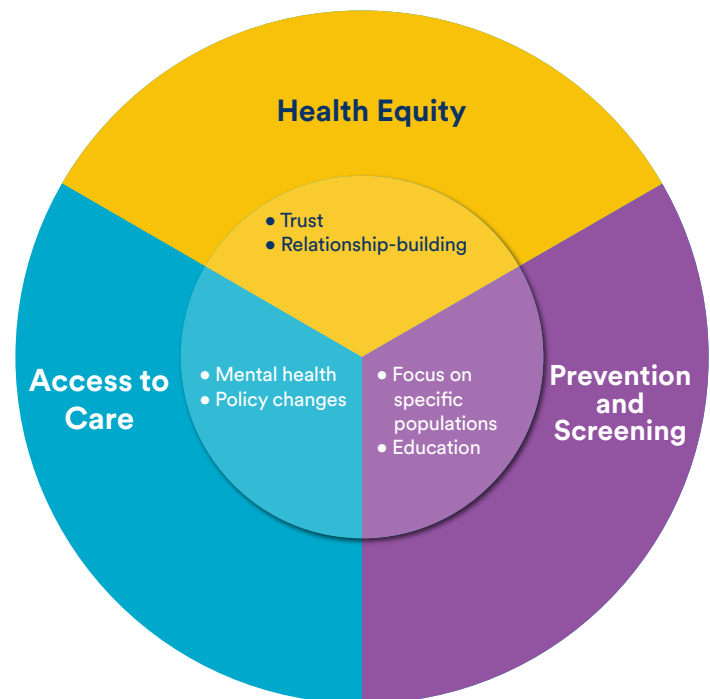 Health Equity
● Trust
● Relationship-building
Access to
Care
● Mental health
● Policy changes
● Focus on
specific
populations
● Education
Prevention
and
Screening